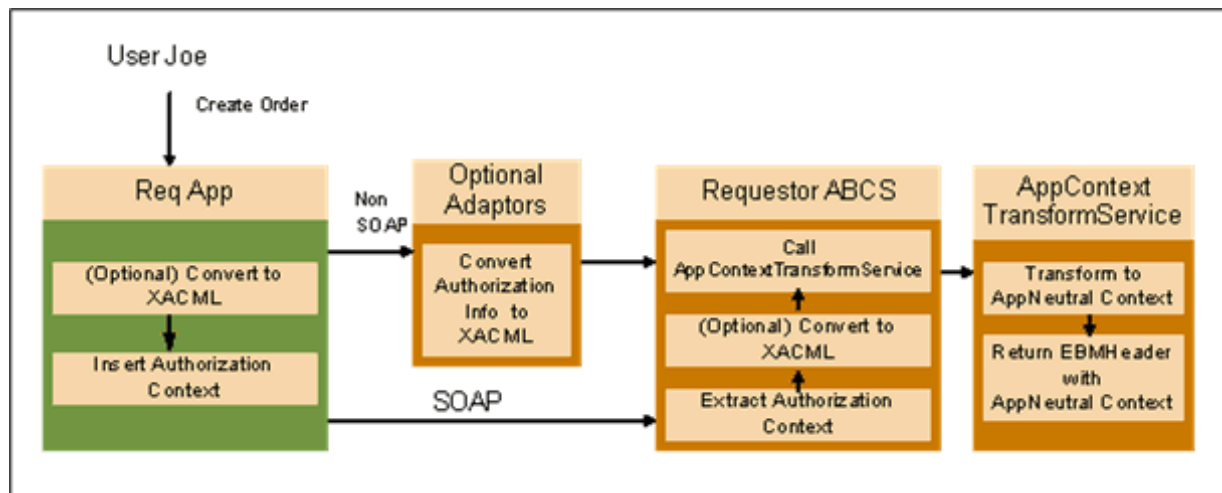 User Joe
Create Order
Req App
(Optional) Convert to
XACML
Insert Authorization
Context
Non
SOAP
SOAP
Optional
Adaptors
Convert
Authorization
Info to
XACML
Requestor ABCS
Call
AppContextTransformService
(Optional) Convert to
XACML
Extract Authorization
Context
AppContext
TransformService
Transform to
AppNeutral Context
Return EBMHeader
with
AppNeutral Context